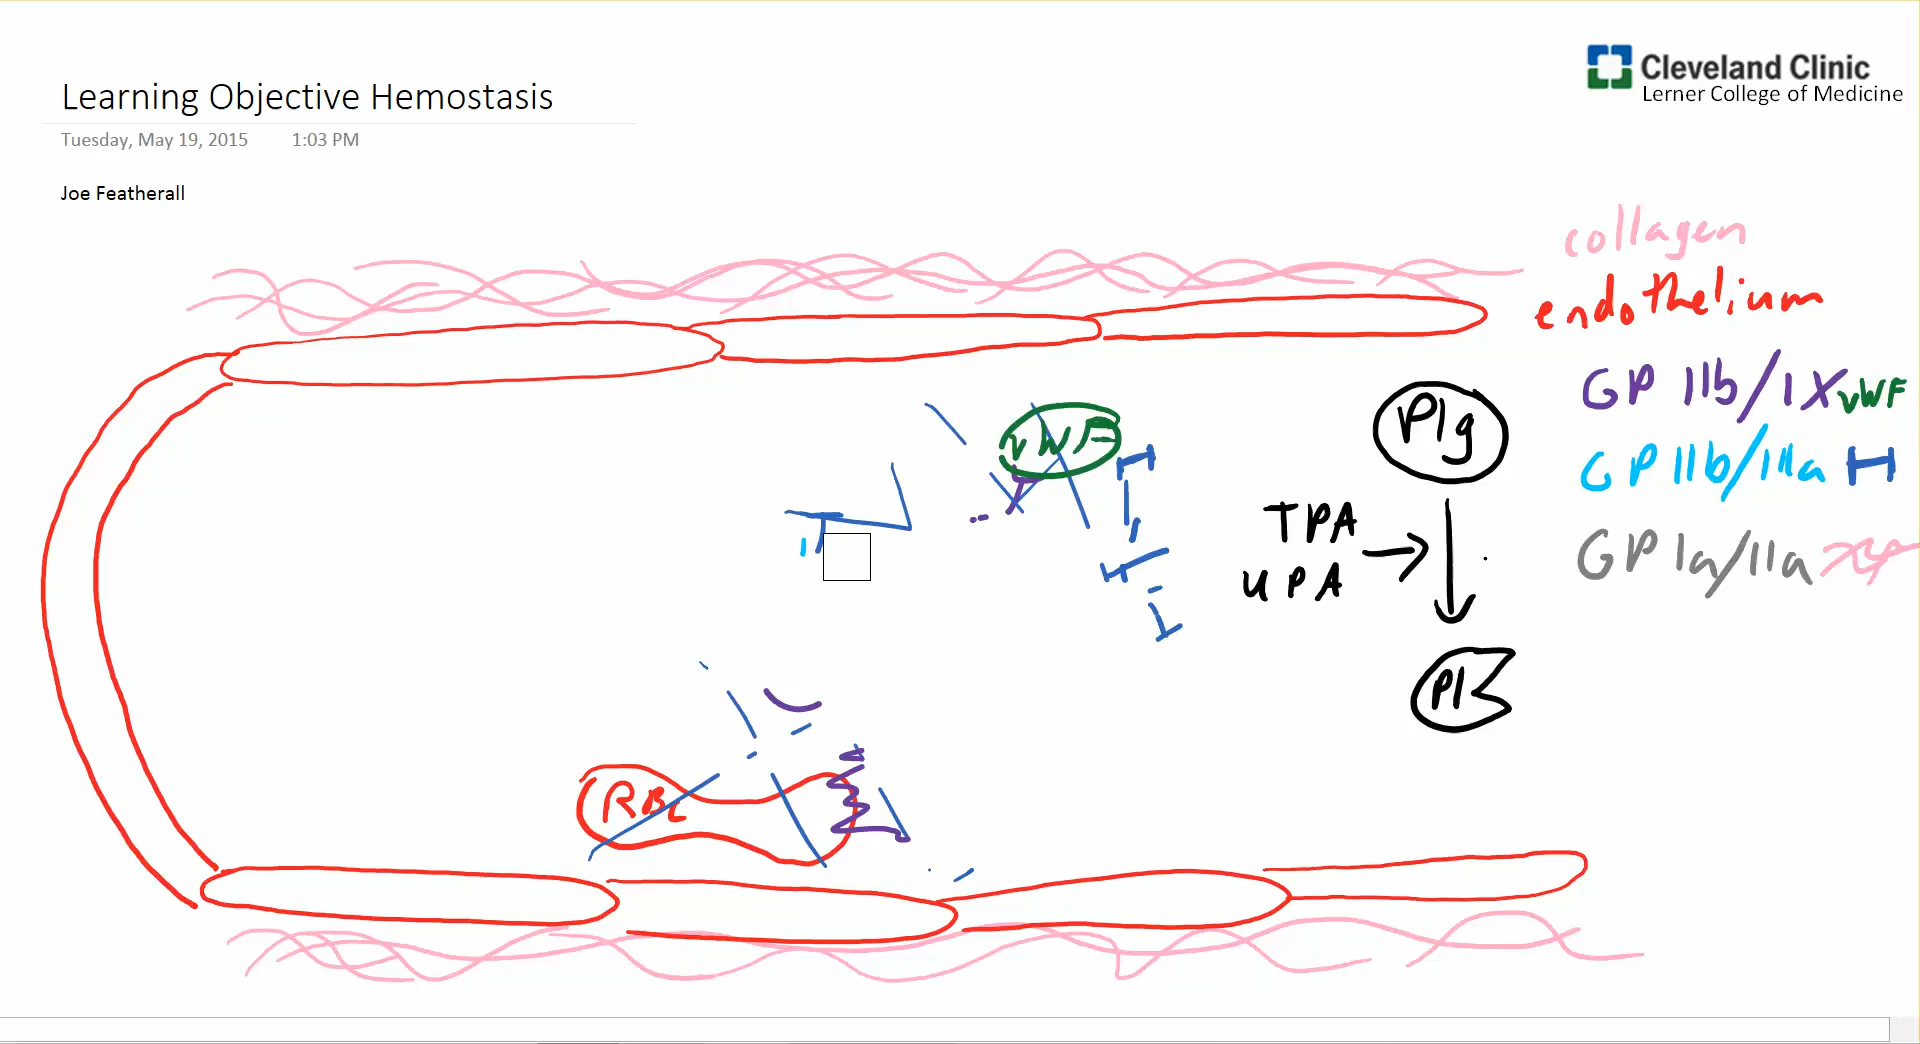 Cleveland Clinic
Lerner College of Medicine
Learning Objective Hemostasis
Tuesday, May 19, 2015 1:03 PM
Joe Featherall
collagen
endothelium
GP IIb/IX vWF
GP IIb/IIIa
GP Ia/IIa
vWF
Plg
TPA
UPA
Pl
RBC